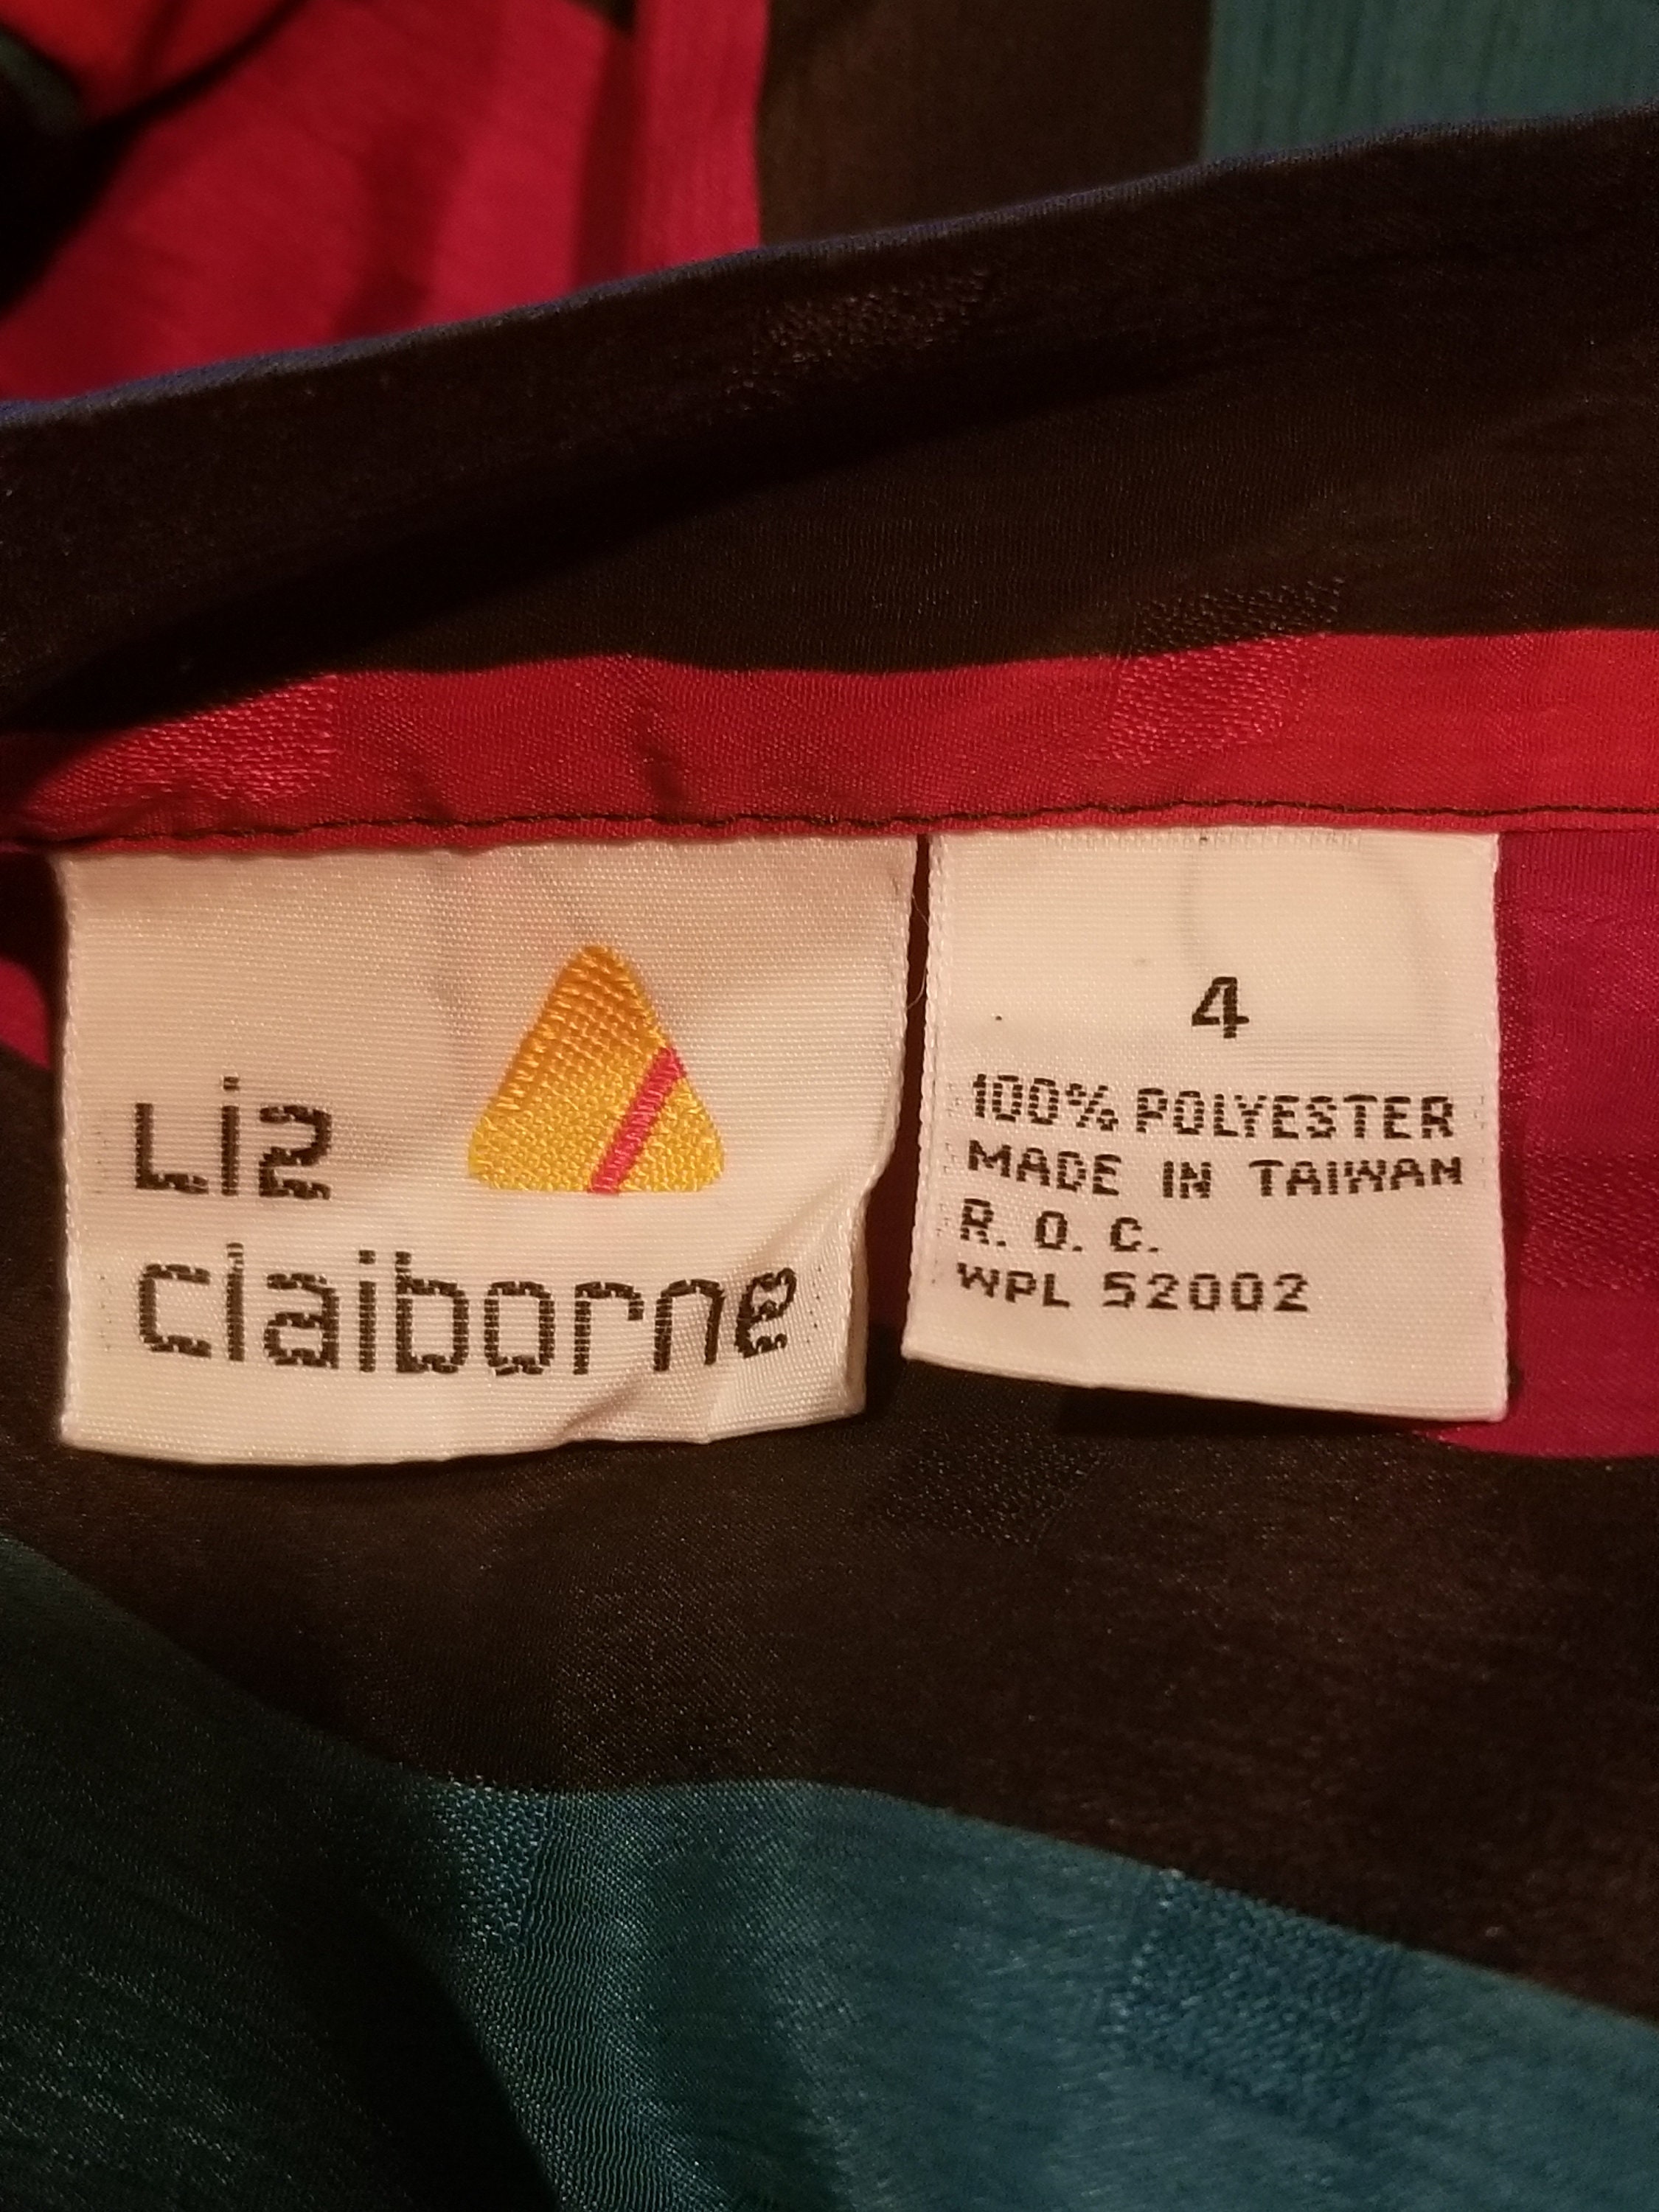 Liz
claiborne
4
100% POLYESTER
MADE IN TAIWAN
R. O. C.
WPL 52002